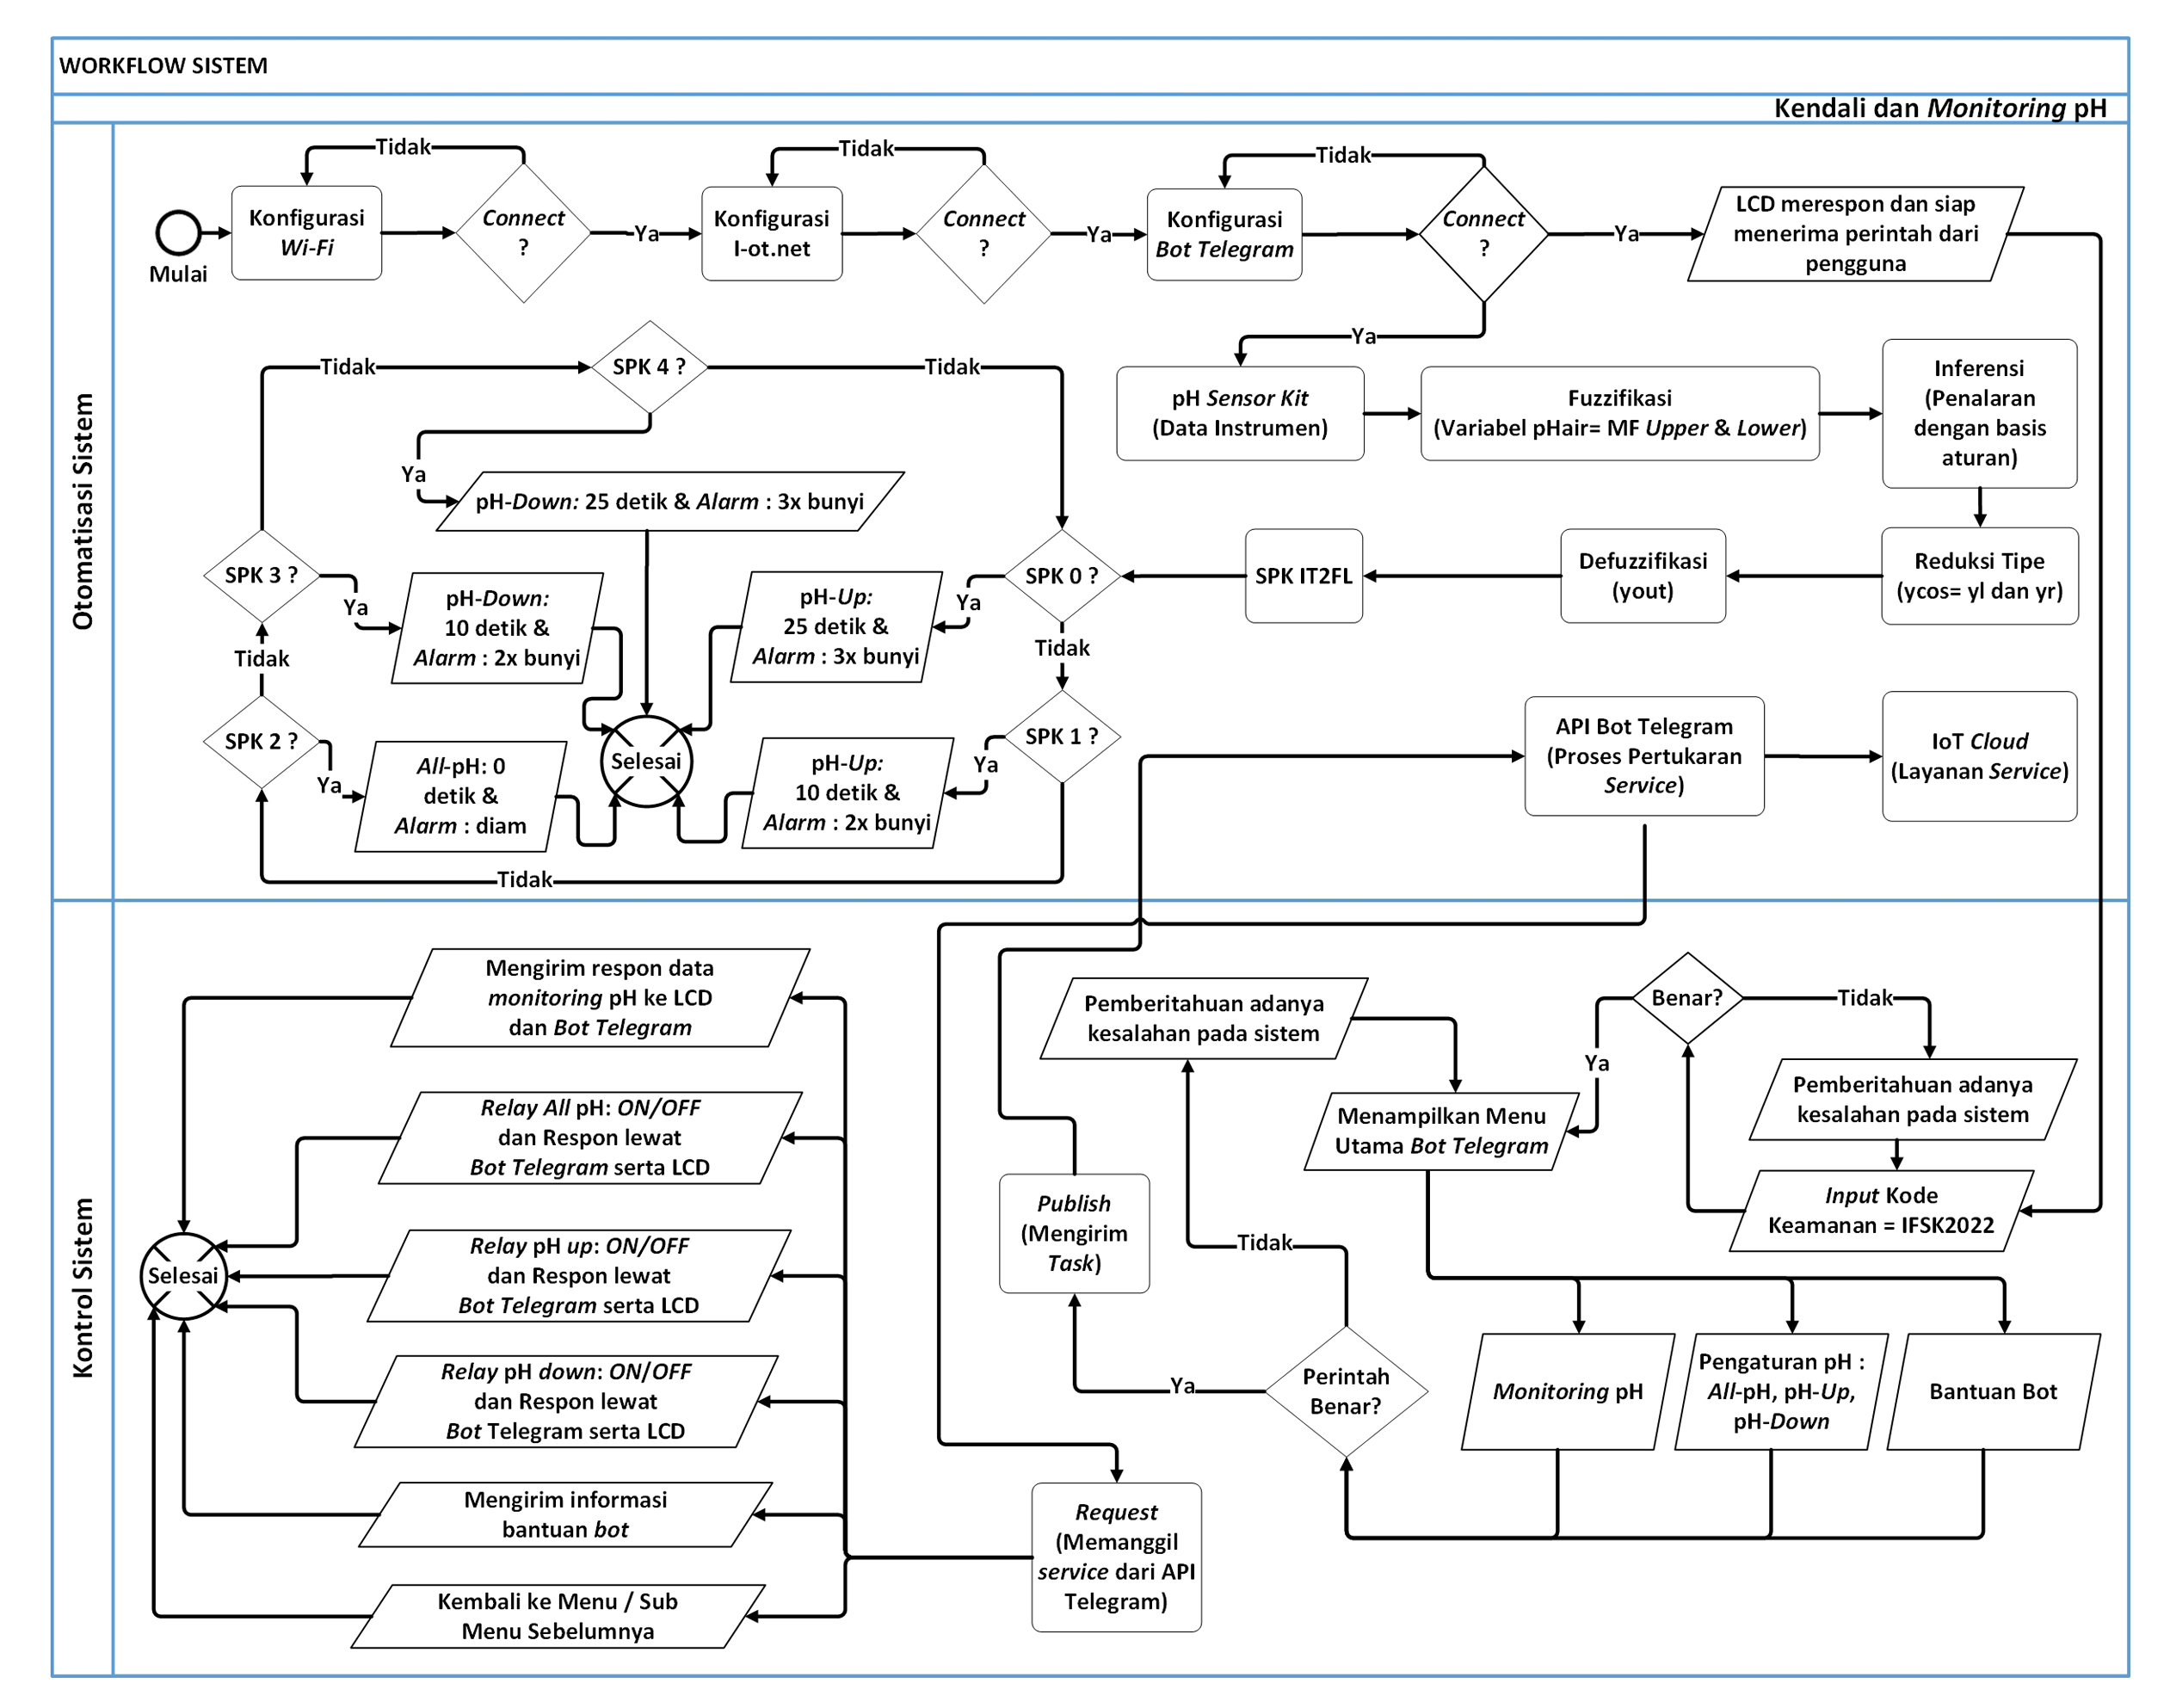 WORKFLOW SISTEM
Kendali dan Monitoring pH
Otomatisasi Sistem
Mulai
Konfigurasi
Wi-Fi
Tidak
Connect
?
Ya
Konfigurasi
I-ot.net
Tidak
Connect
?
Ya
Konfigurasi
Bot Telegram
Tidak
Connect
?
Ya
LCD merespon dan siap
menerima perintah dari
pengguna
Ya
pH Sensor Kit
(Data Instrumen)
Fuzzifikasi
(Variabel pHair= MF Upper & Lower)
Inferensi
(Penalaran
dengan basis
aturan)
Reduksi Tipe
(ycos= yl dan yr)
Defuzzifikasi
(yout)
SPK IT2FL
SPK 0 ?
Ya
pH-Up:
25 detik &
Alarm : 3x bunyi
Tidak
SPK 1 ?
Ya
pH-Up:
10 detik &
Alarm : 2x bunyi
Tidak
SPK 2 ?
Ya
All-pH: 0
detik &
Alarm : diam
Tidak
SPK 3 ?
Ya
pH-Down:
10 detik &
Alarm : 2x bunyi
Tidak
SPK 4 ?
Tidak
Ya
pH-Down: 25 detik & Alarm : 3x bunyi
Selesai
API Bot Telegram
(Proses Pertukaran
Service)
IoT Cloud
(Layanan Service)
Kontrol Sistem
Mengirim respon data
monitoring pH ke LCD
dan Bot Telegram
Relay All pH: ON/OFF
dan Respon lewat
Bot Telegram serta LCD
Relay pH up: ON/OFF
dan Respon lewat
Bot Telegram serta LCD
Relay pH down: ON/OFF
dan Respon lewat
Bot Telegram serta LCD
Mengirim informasi
bantuan bot
Kembali ke Menu / Sub
Menu Sebelumnya
Selesai
Pemberitahuan adanya
kesalahan pada sistem
Benar?
Tidak
Ya
Pemberitahuan adanya
kesalahan pada sistem
Menampilkan Menu
Utama Bot Telegram
Input Kode
Keamanan = IFSK2022
Publish
(Mengirim
Task)
Tidak
Perintah
Benar?
Ya
Monitoring pH
Pengaturan pH :
All-pH, pH-Up,
pH-Down
Bantuan Bot
Request
(Memanggil
service dari API
Telegram)